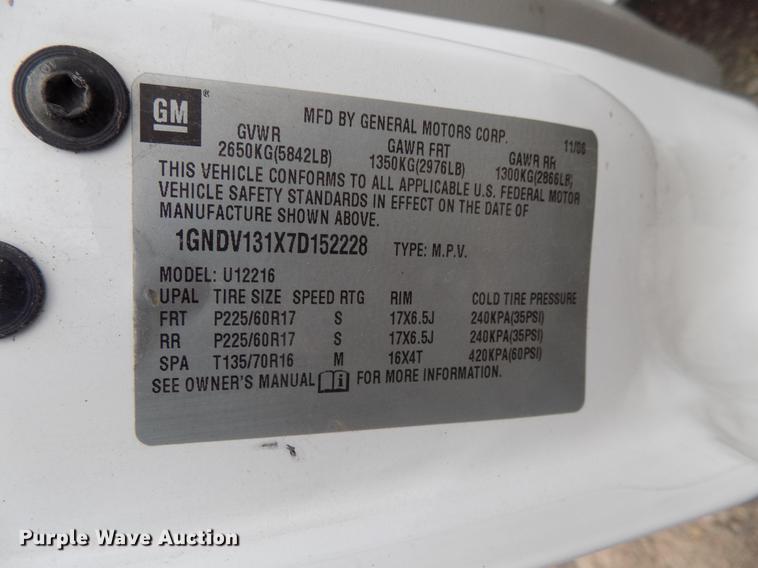 GM ®
MFD BY GENERAL MOTORS CORP.
GVWR GAWR FRT GAWR RR 11/06
2650KG(5842LB) 1350KG(2976LB) 1300KG(2866LB)
THIS VEHICLE CONFORMS TO ALL APPLICABLE U.S. FEDERAL MOTOR
VEHICLE SAFETY STANDARDS IN EFFECT ON THE DATE OF
MANUFACTURE SHOWN ABOVE.
1GNDV131X7D152228 TYPE: M.P.V.
MODEL: U12216
UPAL TIRE SIZE SPEED RTG RIM COLD TIRE PRESSURE
FRT P225/60R17 S 17X6.5J 240KPA(35PSI)
RR P225/60R17 S 17X6.5J 240KPA(35PSI)
SPA T135/70R16 M 16X4T 420KPA(60PSI)
SEE OWNER'S MANUAL FOR MORE INFORMATION.
Purple Wave Auction